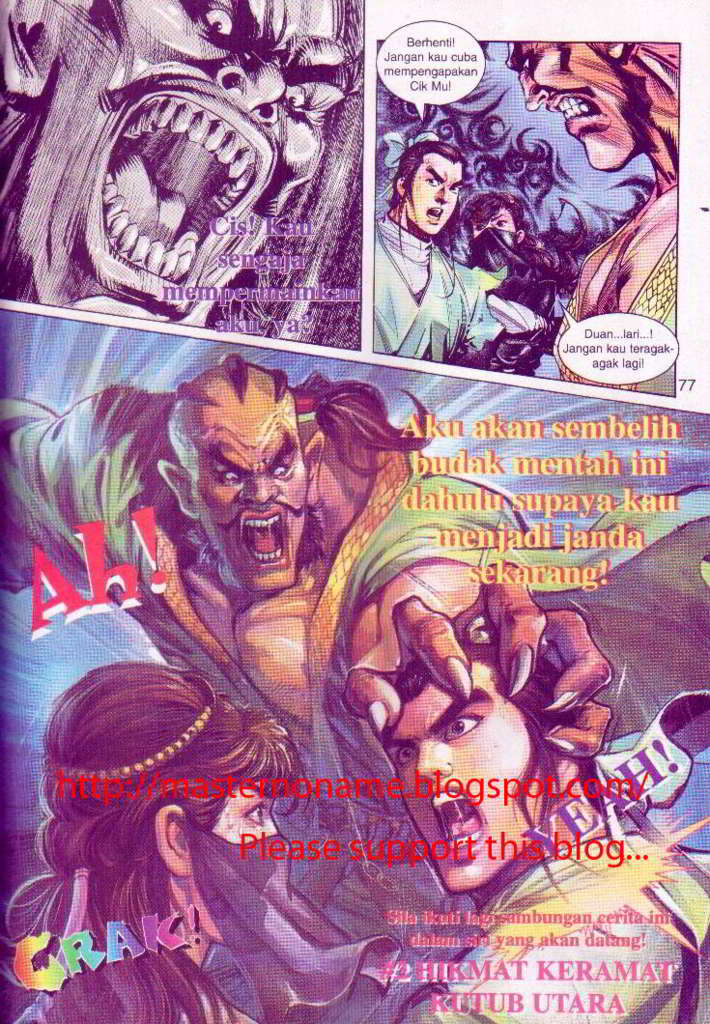 Cis! Kau
sengaja
mempermainkan
aku, ya?
Berhenti!
Jangan kau cuba
mempengapakan
Cik Mu!
Duan...lari...!
Jangan kau teragak-
agak lagi!
77
Aku akan sembelih
budak mentah ini
dahulu supaya kau
menjadi janda
sekarang!
Ah!
http://masternoname.blogspot.com/
YEAH!
Please support this blog...
CRAK!
Sila ikuti lagi sambungan cerita ini
dalam siri yang akan datang!
#2 HIKMAT KERAMAT
KUTUB UTARA